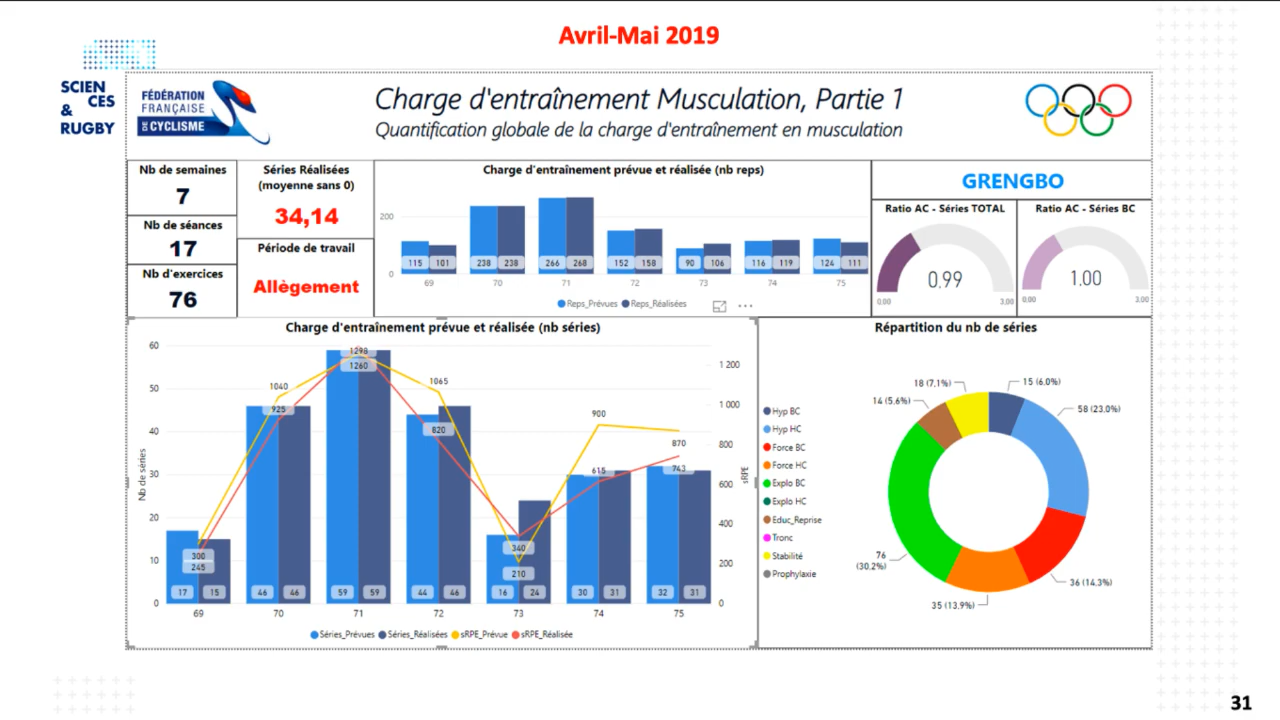 Avril-Mai 2019
SCIEN
CES
&
RUGBY
FÉDÉRATION
FRANÇAISE
DE CYCLISME
Charge d'entraînement Musculation, Partie 1
Quantification globale de la charge d'entraînement en musculation
Nb de semaines
7
Nb de séances
17
Nb d'exercices
76
Séries Réalisées
(moyenne sans 0)
34,14
Période de travail
Allègement
Charge d'entraînement prévue et réalisée (nb reps)
200
0
115 101 238 238 266 268 152 158 90 106 116 119 124 111
69 70 71 72 73 74 75
Reps_Prévues Reps_Réalisées
GRENGBO
Ratio AC - Séries TOTAL
0,99
0,00 3,00
Ratio AC - Séries BC
1,00
0,00 3,00
Charge d'entraînement prévue et réalisée (nb séries)
Nb de séries
60
50
40
30
20
10
0
1 200
1 000
800
600
400
200
0
sRPE
300
245
1040
925
1298
1260
1065
820
340
210
900
615
870
743
17 15 46 46 59 59 44 46 16 24 30 31 32 31
69 70 71 72 73 74 75
Séries_Prévues Séries_Réalisées sRPE_Prévue sRPE_Réalisée
Répartition du nb de séries
Hyp BC
Hyp HC
Force BC
Force HC
Explo BC
Explo HC
Educ_Reprise
Tronc
Stabilité
Prophylaxie
15 (6,0%)
58 (23,0%)
36 (14,3%)
35 (13,9%)
76
(30,2%)
14 (5,6%)
18 (7,1%)
31